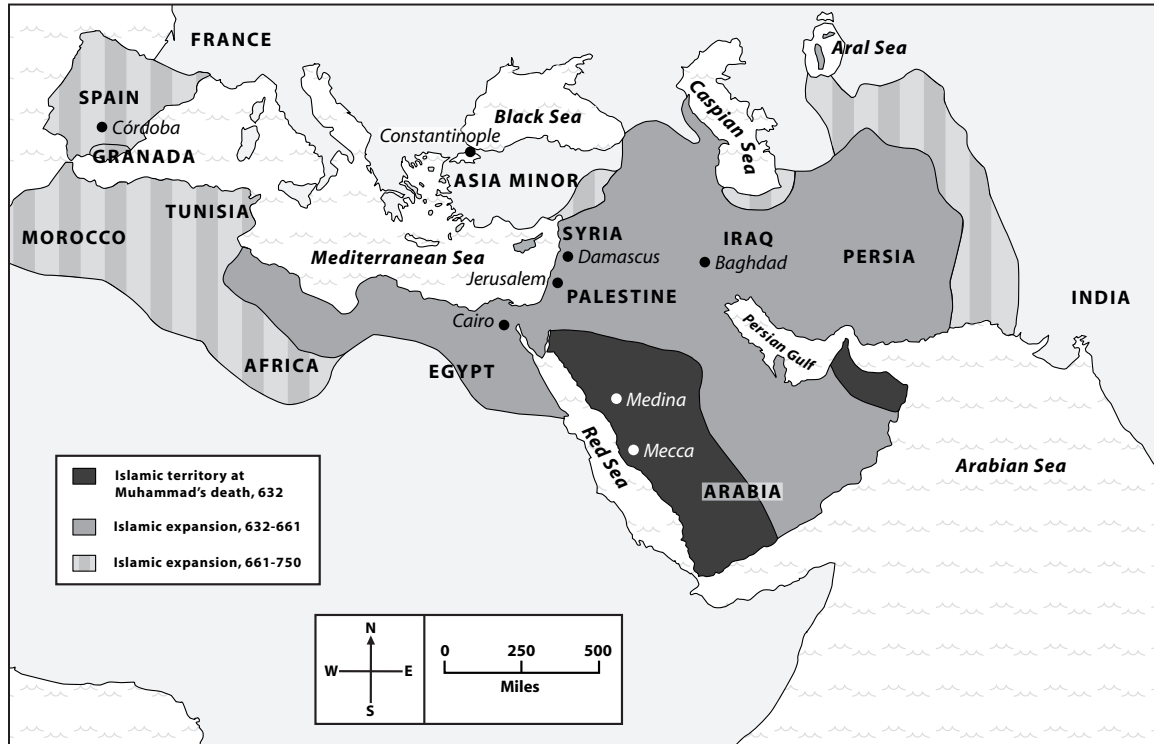 FRANCE
Aral Sea
SPAIN
Córdoba
GRANADA
Black Sea
Constantinople
Caspian Sea
ASIA MINOR
TUNISIA
MOROCCO
Mediterranean Sea
SYRIA
Damascus
IRAQ
Baghdad
PERSIA
Jerusalem
PALESTINE
INDIA
Cairo
Persian Gulf
AFRICA
EGYPT
Medina
Mecca
Red Sea
ARABIA
Arabian Sea
Islamic territory at
Muhammad's death, 632
Islamic expansion, 632-661
Islamic expansion, 661-750
N
W
E
S
0 250 500
Miles